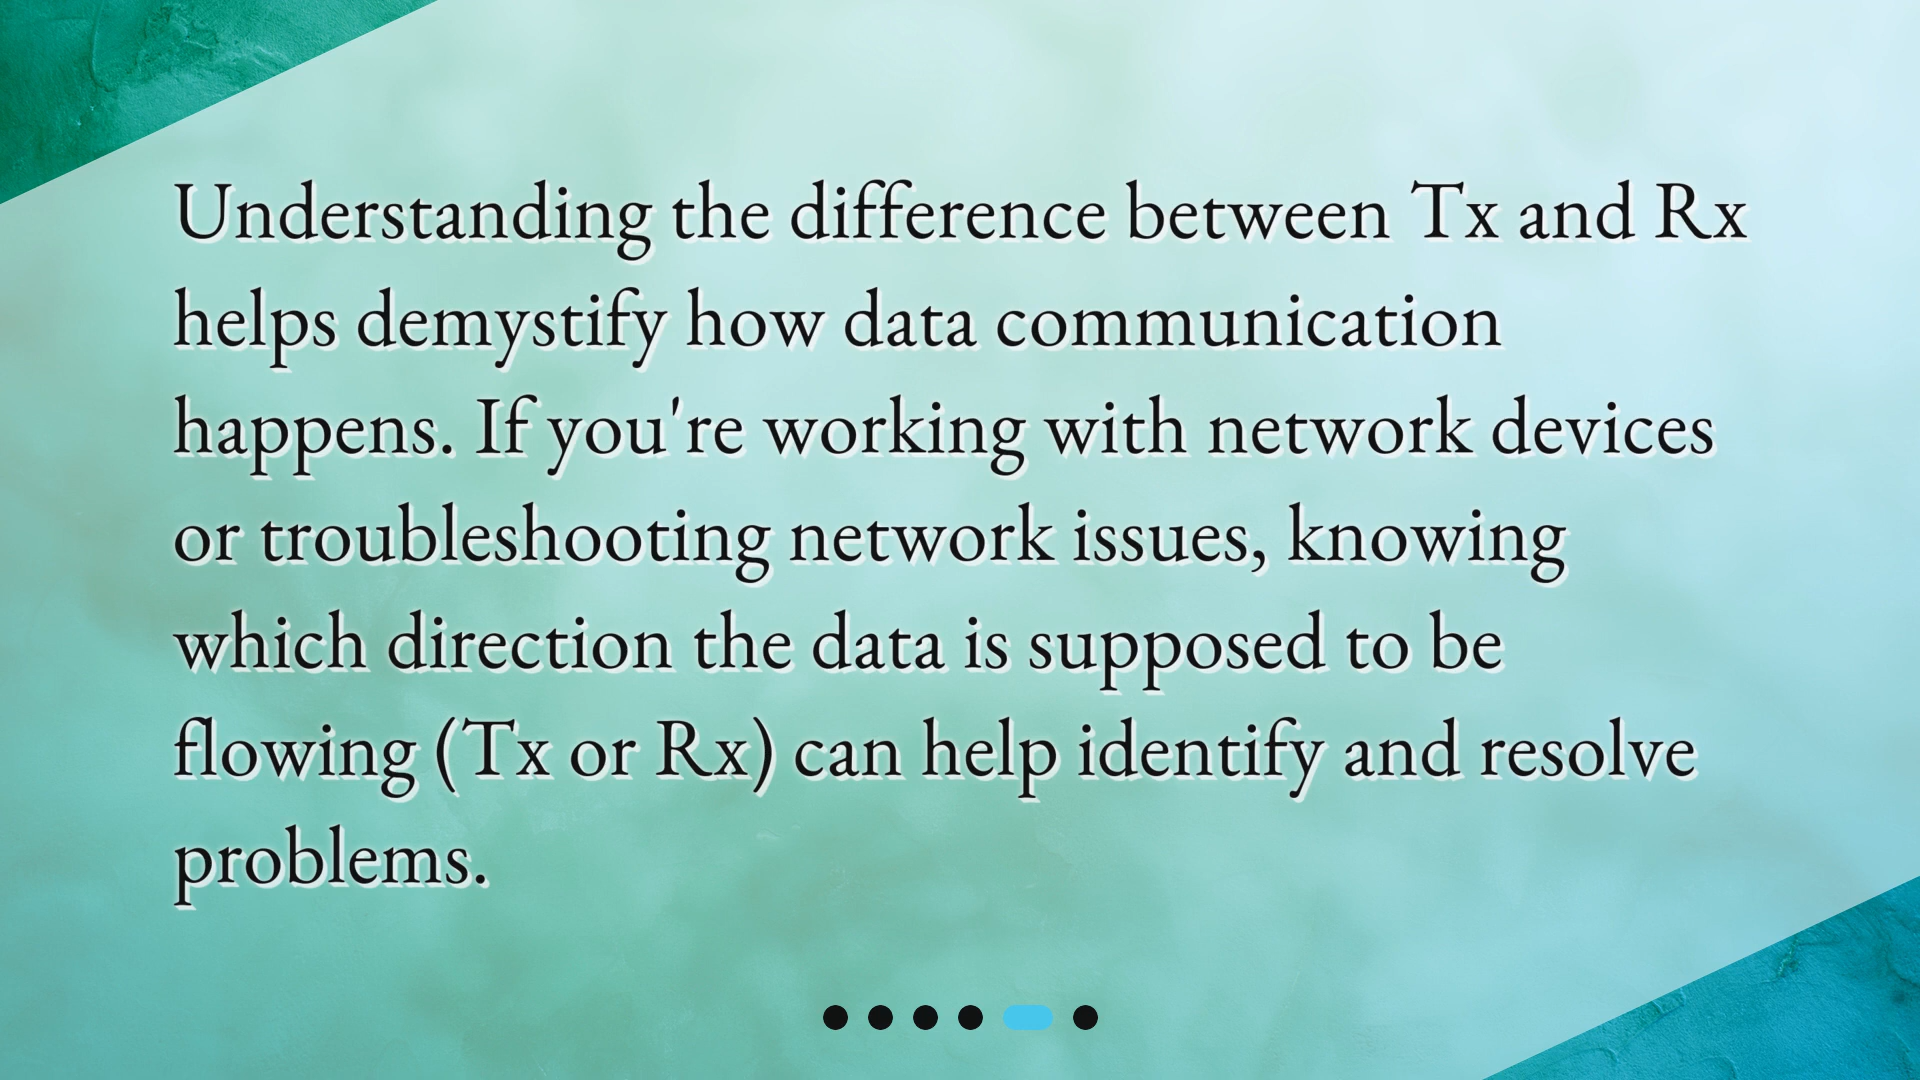 Understanding the difference between Tx and Rx
helps demystify how data communication
happens. If you're working with network devices
or troubleshooting network issues, knowing
which direction the data is supposed to be
flowing (Tx or Rx) can help identify and resolve
problems.